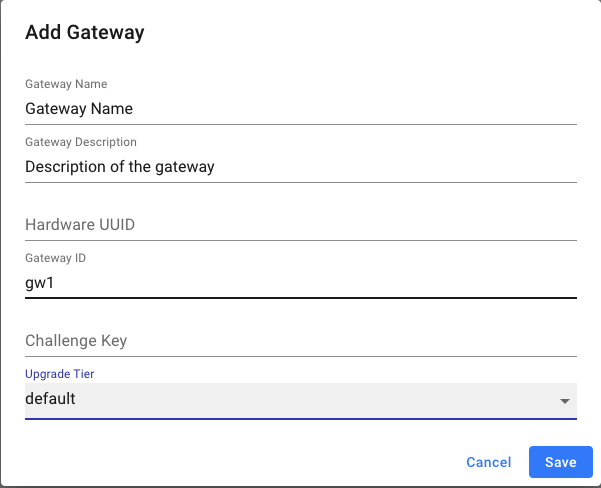 Add Gateway
Gateway Name
Gateway Name
Gateway Description
Description of the gateway
Hardware UUID
Gateway ID
gw1
Challenge Key
Upgrade Tier
default
Cancel Save